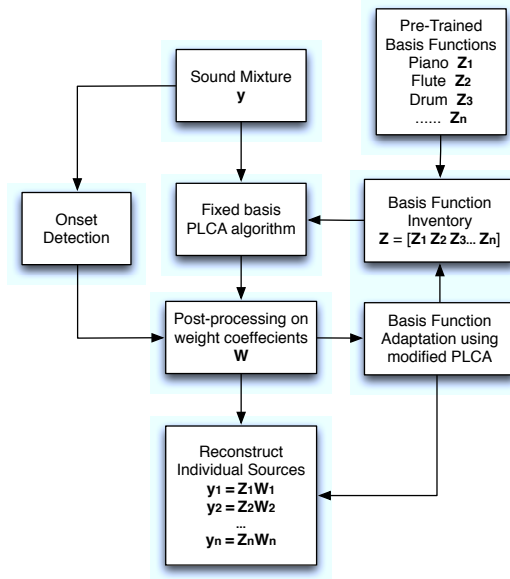 Sound Mixture
y
Pre-Trained
Basis Functions
Piano Z1
Flute Z2
Drum Z3
...... Zn
Onset
Detection
Fixed basis
PLCA algorithm
Basis Function
Inventory
Z = [Z1 Z2 Z3... Zn]
Post-processing on
weight coeffecients
W
Basis Function
Adaptation using
modified PLCA
Reconstruct
Individual Sources
y1 = Z1W1
y2 = Z2W2
...
yn = ZnWn